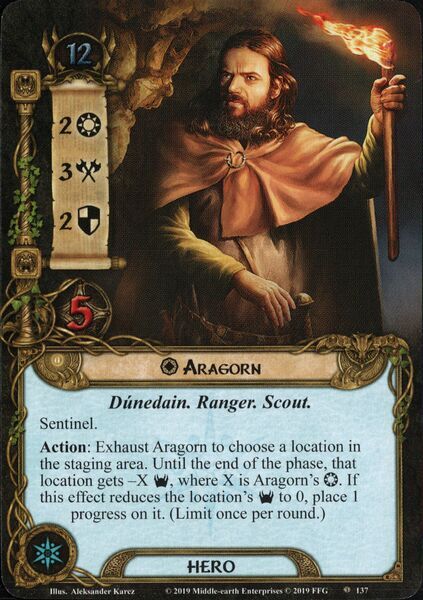 12
2
3
2
5
Aragorn
Dúnedain. Ranger. Scout.
Sentinel.
Action: Exhaust Aragorn to choose a location in
the staging area. Until the end of the phase, that
location gets –X , where X is Aragorn's . If
this effect reduces the location's to 0, place 1
progress on it. (Limit once per round.)
HERO
Illus. Aleksander Karcz © 2019 Middle-earth Enterprises © 2019 FFG 137